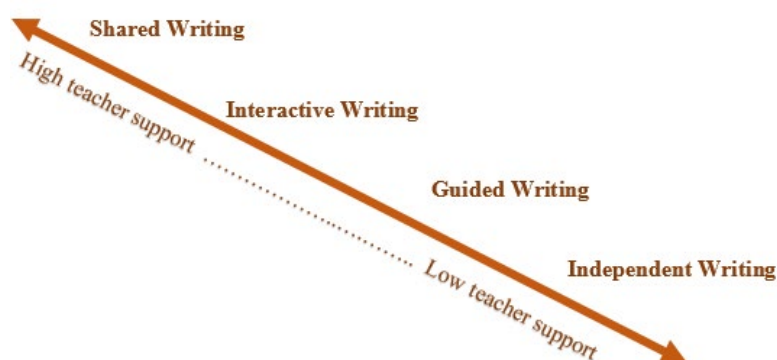 Shared Writing
High teacher support ........................................ Low teacher support
Interactive Writing
Guided Writing
Independent Writing